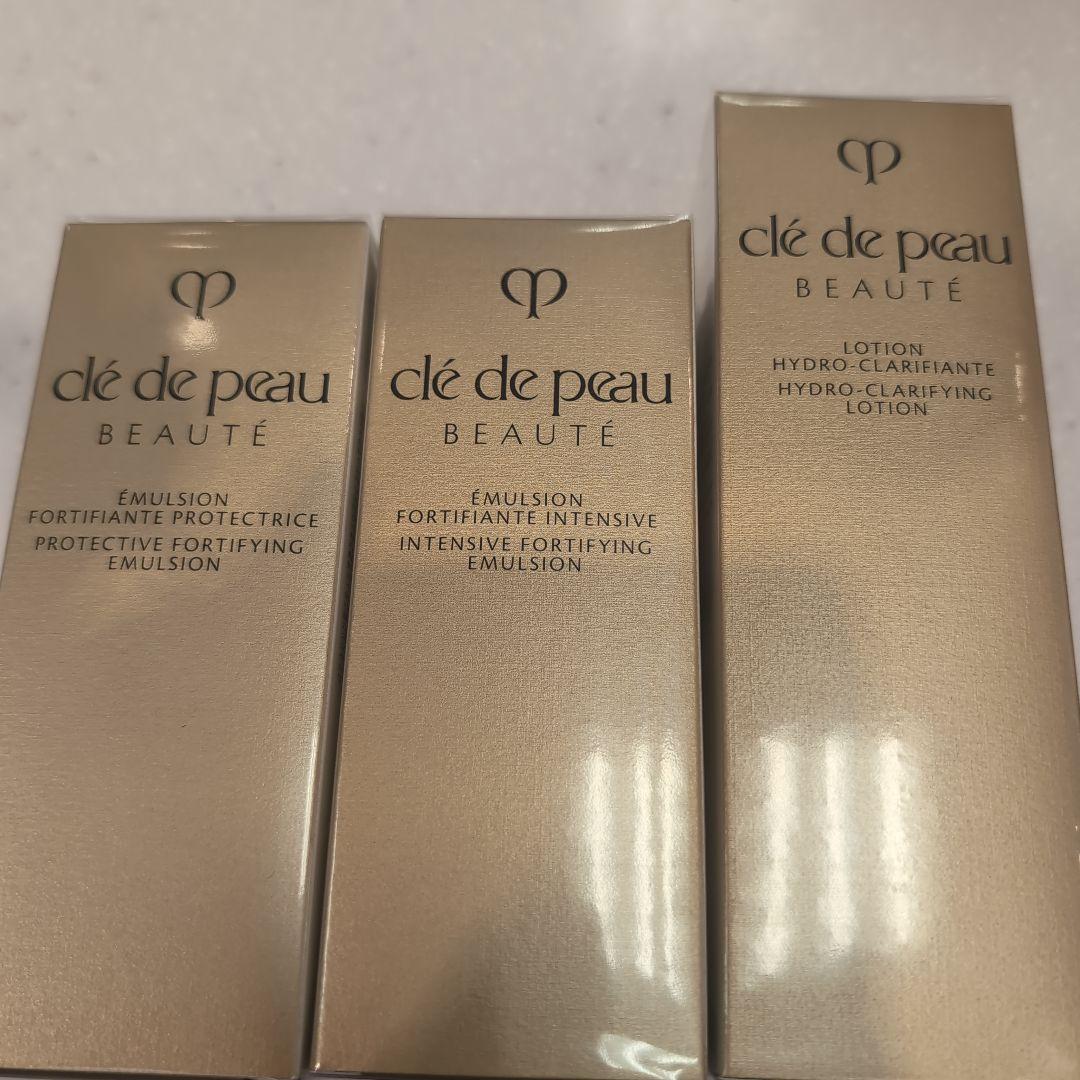 clé de peau
BEAUTÉ
ÉMULSION
FORTIFIANTE PROTECTRICE
PROTECTIVE FORTIFYING
EMULSION
clé de peau
BEAUTÉ
ÉMULSION
FORTIFIANTE INTENSIVE
INTENSIVE FORTIFYING
EMULSION
clé de peau
BEAUTÉ
LOTION
HYDRO-CLARIFIANTE
HYDRO-CLARIFYING
LOTION